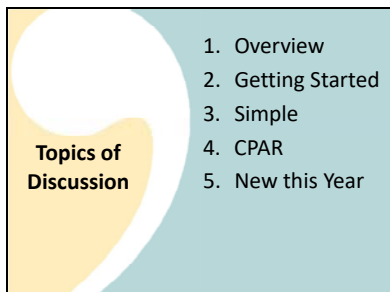 Topics of
Discussion
1. Overview
2. Getting Started
3. Simple
4. CPAR
5. New this Year